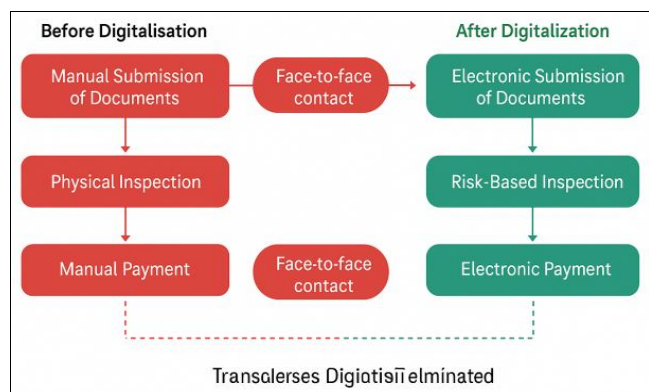 Before Digitalisation
After Digitalization
Manual Submission
of Documents
Face-to-face
contact
Electronic Submission
of Documents
Physical Inspection
Risk-Based Inspection
Manual Payment
Face-to-face
contact
Electronic Payment
elminated